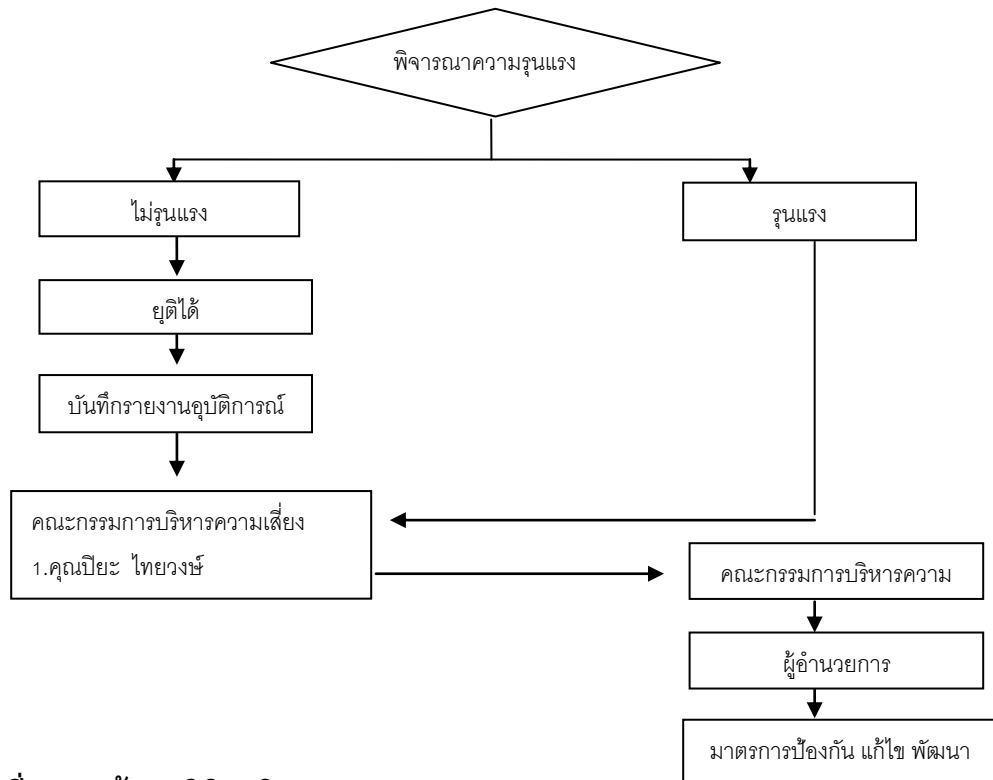 พิจารณาความรุนแรง
ไม่รุนแรง
รุนแรง
ยุติได้
บันทึกรายงานอุบัติการณ์
คณะกรรมการบริหารความเสี่ยง
1.คุณปิยะ ไทยวงษ์
คณะกรรมการบริหารความ
ผู้อำนวยการ
มาตรการป้องกัน แก้ไข พัฒนา